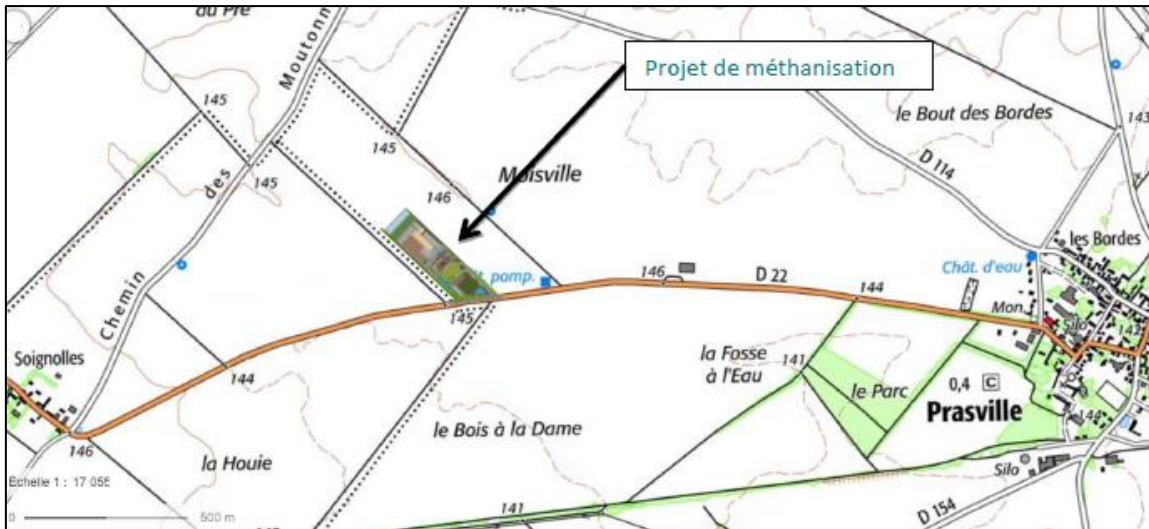 du Pré
Moutonn
des
Chemin
Projet de méthanisation
le Bout des Bordes
145
145
145
146
143
Moisville
D 114
les Bordes
Chât. d'eau
pomp.
146
D 22
144
Mon.
Silo
145
Soignolles
144
141
la Fosse
à l'Eau
le Parc
0,4 C
Prasville
144
146
la Houie
le Bois à la Dame
Silo
D 154
141
Echelle 1 : 17 055
0
500 m